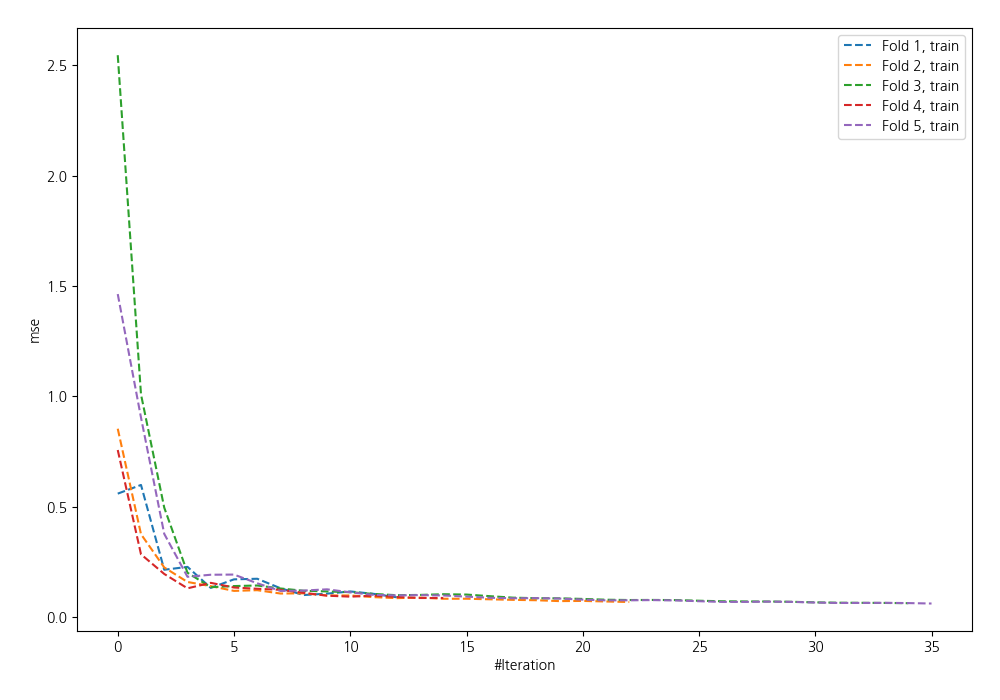 Fold 1, train
Fold 2, train
Fold 3, train
Fold 4, train
Fold 5, train
2.5
2.0
1.5
1.0
0.5
0.0
mse
0 5 10 15 20 25 30 35
#Iteration